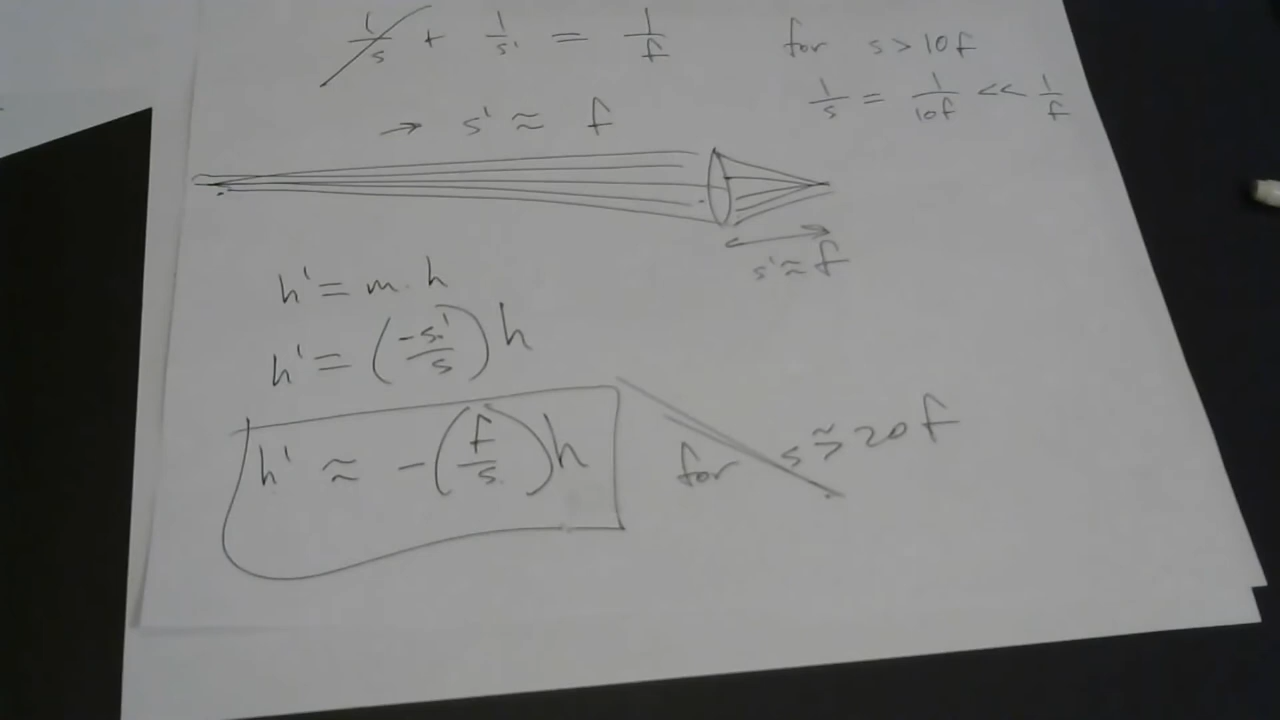 1/s + 1/s' = 1/f
for s > 10f
1/s = 1/10f << 1/f
→ s' ≈ f
s' ≈ f
h' = m · h
h' = (-s'/s) h
h' ≈ -(f/s) h
for s ≳ 20f